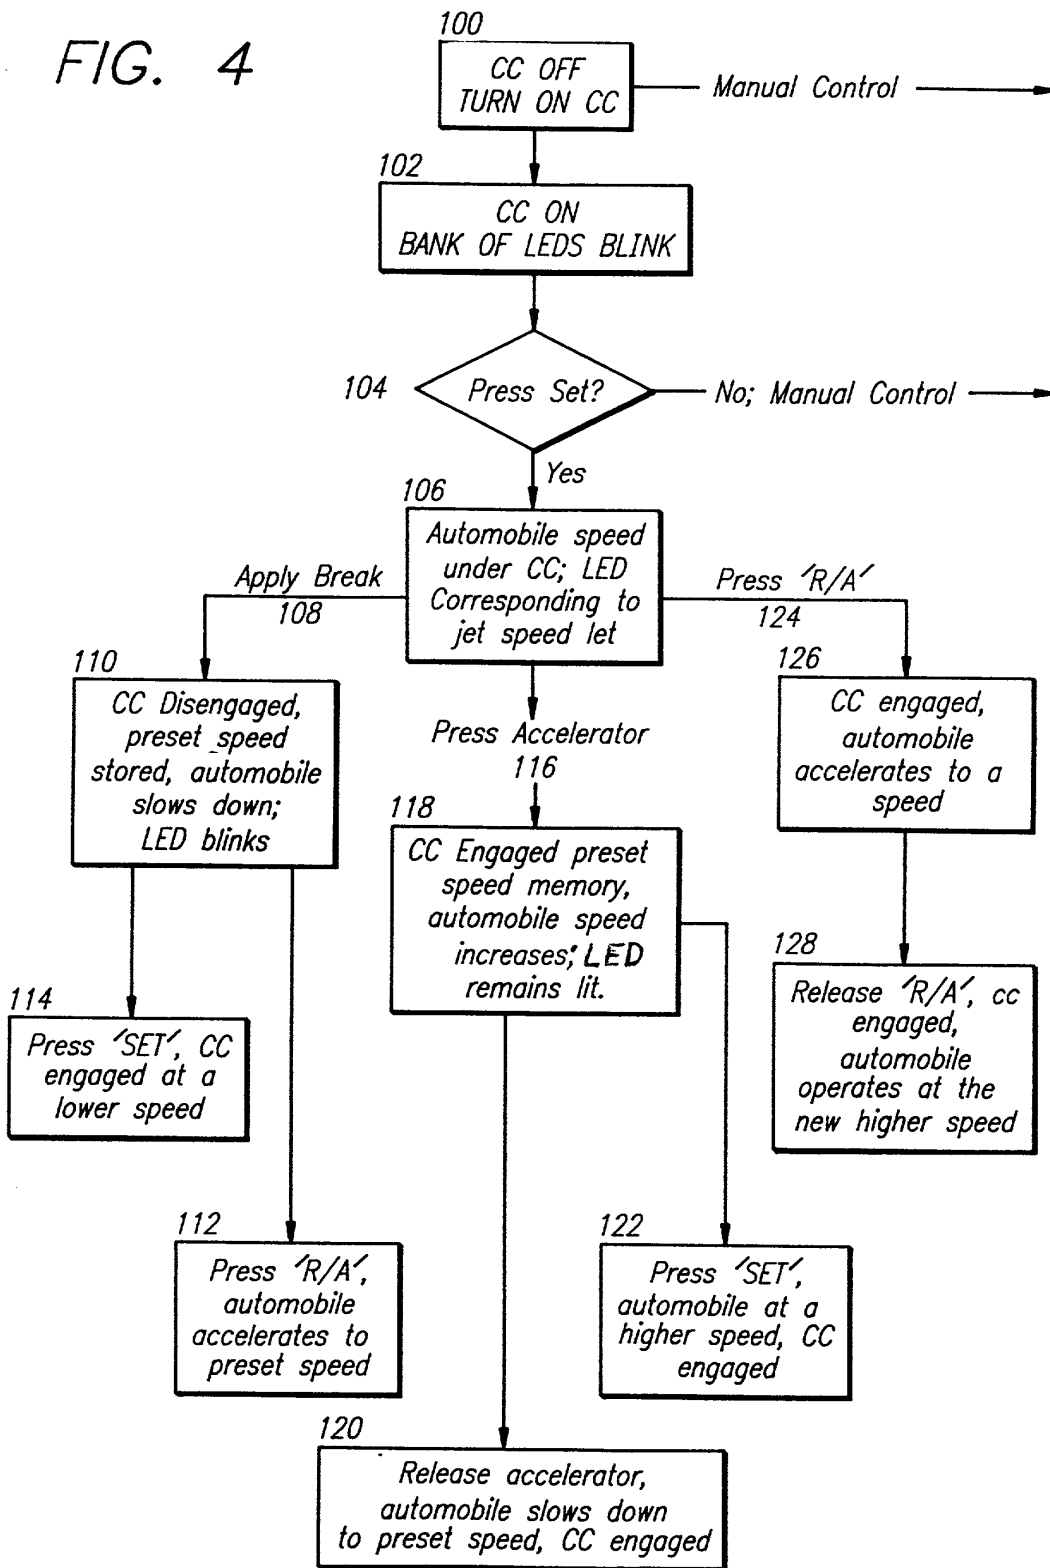 FIG. 4
100
CC OFF
TURN ON CC
Manual Control
102
CC ON
BANK OF LEDS BLINK
104
Press Set?
No; Manual Control
Yes
106
Automobile speed
under CC; LED
Corresponding to
jet speed let
Apply Break
108
Press 'R/A'
124
110
CC Disengaged,
preset speed
stored, automobile
slows down;
LED blinks
Press Accelerator
116
126
CC engaged,
automobile
accelerates to a
speed
118
CC Engaged preset
speed memory,
automobile speed
increases; LED
remains lit.
128
Release 'R/A', cc
engaged,
automobile
operates at the
new higher speed
114
Press 'SET', CC
engaged at a
lower speed
112
Press 'R/A',
automobile
accelerates to
preset speed
122
Press 'SET',
automobile at a
higher speed, CC
engaged
120
Release accelerator,
automobile slows down
to preset speed, CC engaged